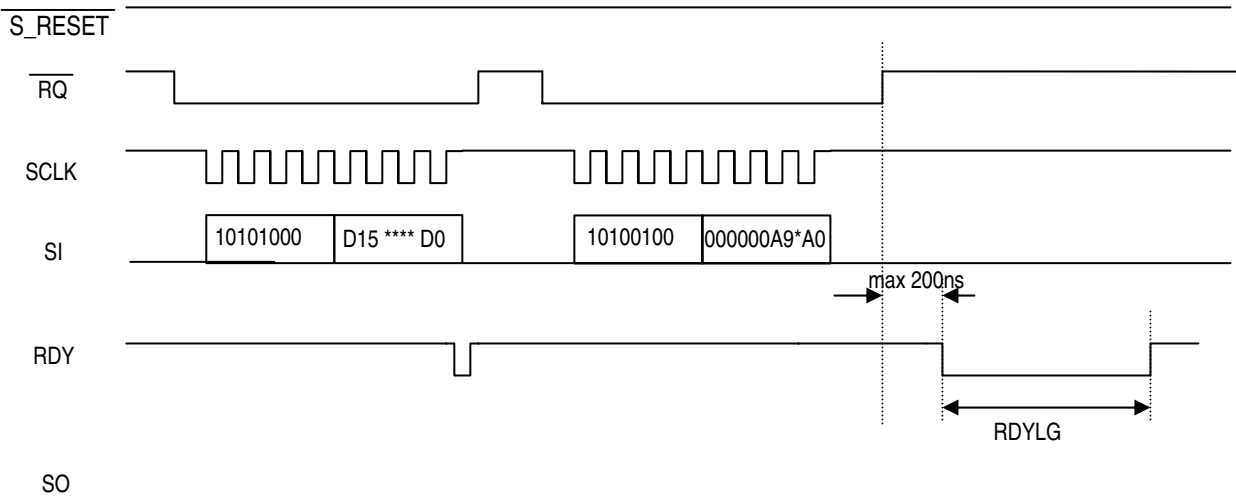 S_RESET
RQ
SCLK
SI
10101000
D15 **** D0
10100100
000000A9*A0
max 200ns
RDY
RDYLG
SO